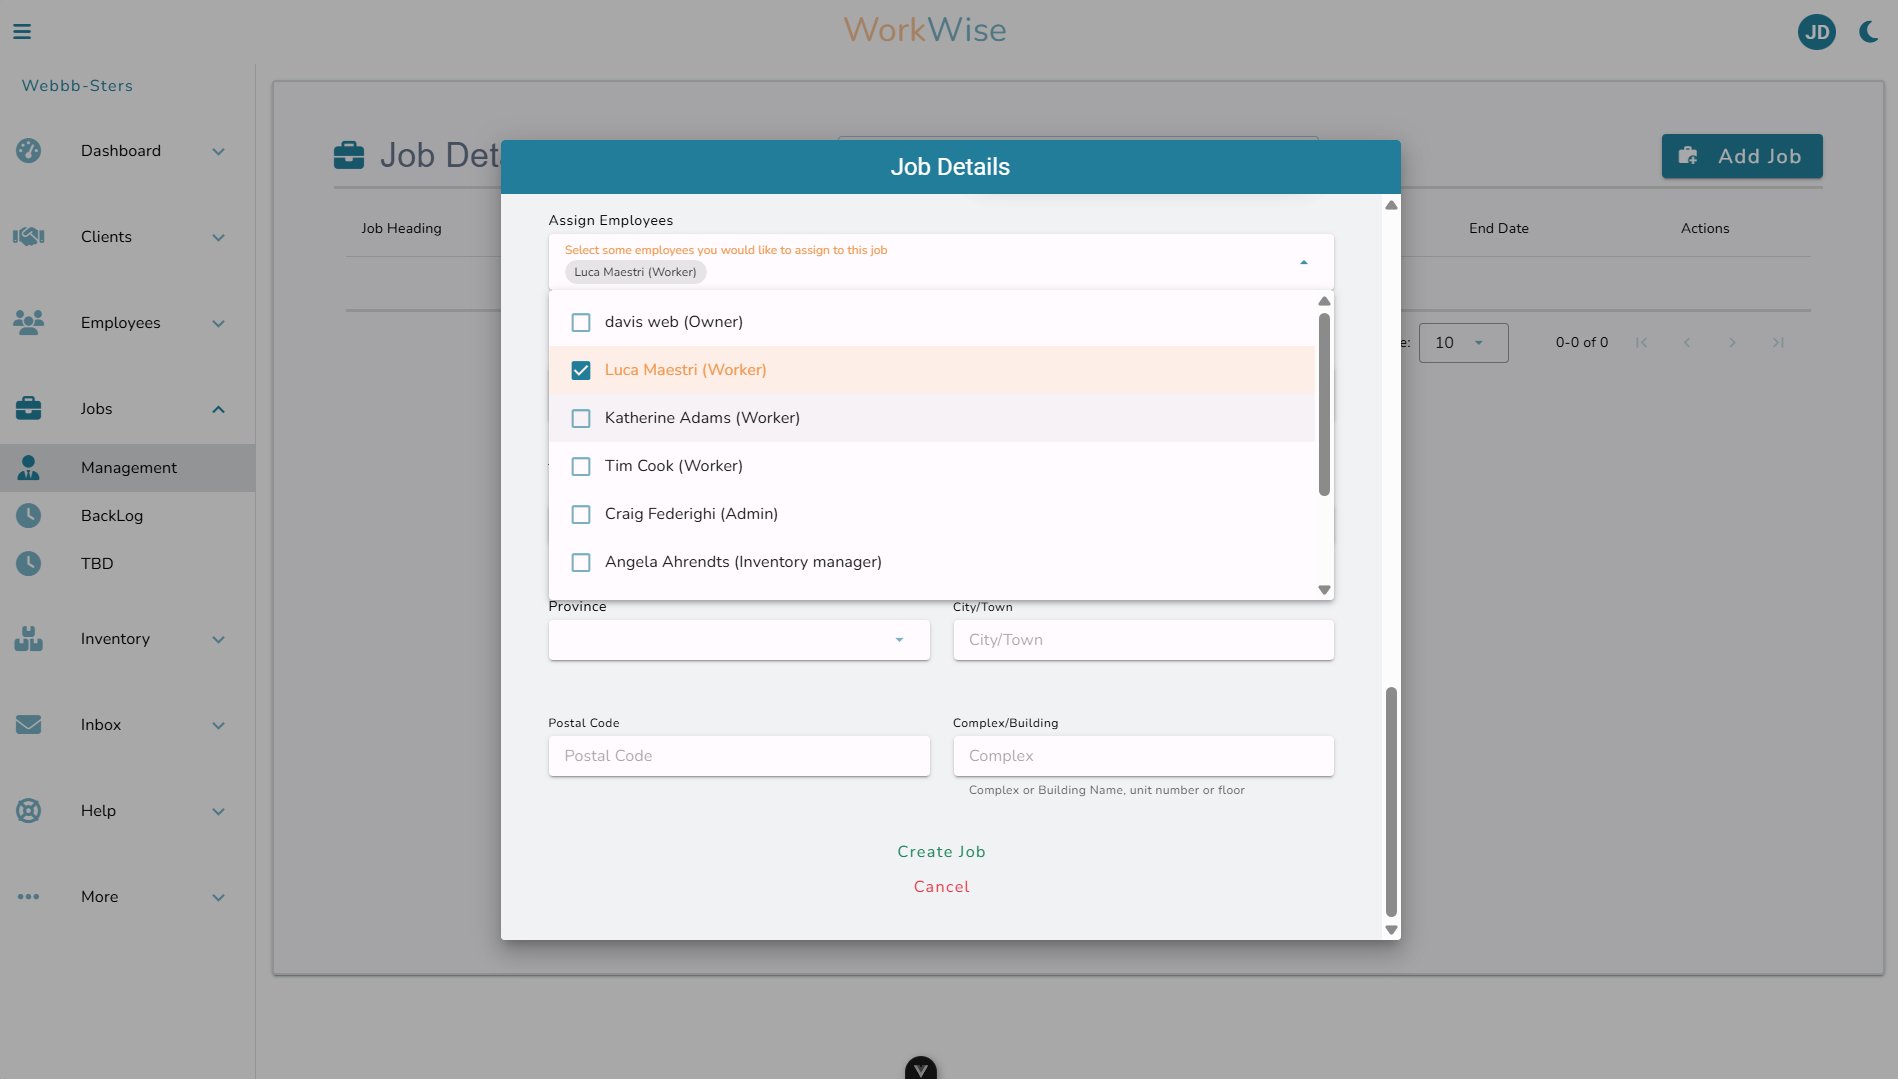 WorkWise
JD
Webbb-Sters
Dashboard
Clients
Employees
Jobs
Management
BackLog
TBD
Inventory
Inbox
Help
More
Job Det
Add Job
Job Heading
End Date
Actions
e:
10
0-0 of 0
Job Details
Assign Employees
Select some employees you would like to assign to this job
Luca Maestri (Worker)
davis web (Owner)
Luca Maestri (Worker)
Katherine Adams (Worker)
Tim Cook (Worker)
Craig Federighi (Admin)
Angela Ahrendts (Inventory manager)
Province
City/Town
City/Town
Postal Code
Complex/Building
Postal Code
Complex
Complex or Building Name, unit number or floor
Create Job
Cancel